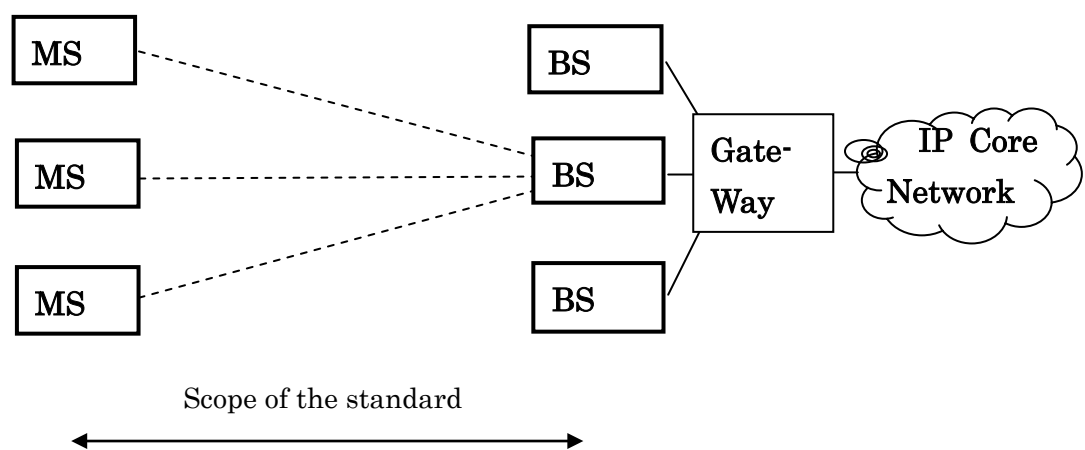 MS
MS
MS
BS
BS
BS
Gate-
Way
IP Core
Network
Scope of the standard